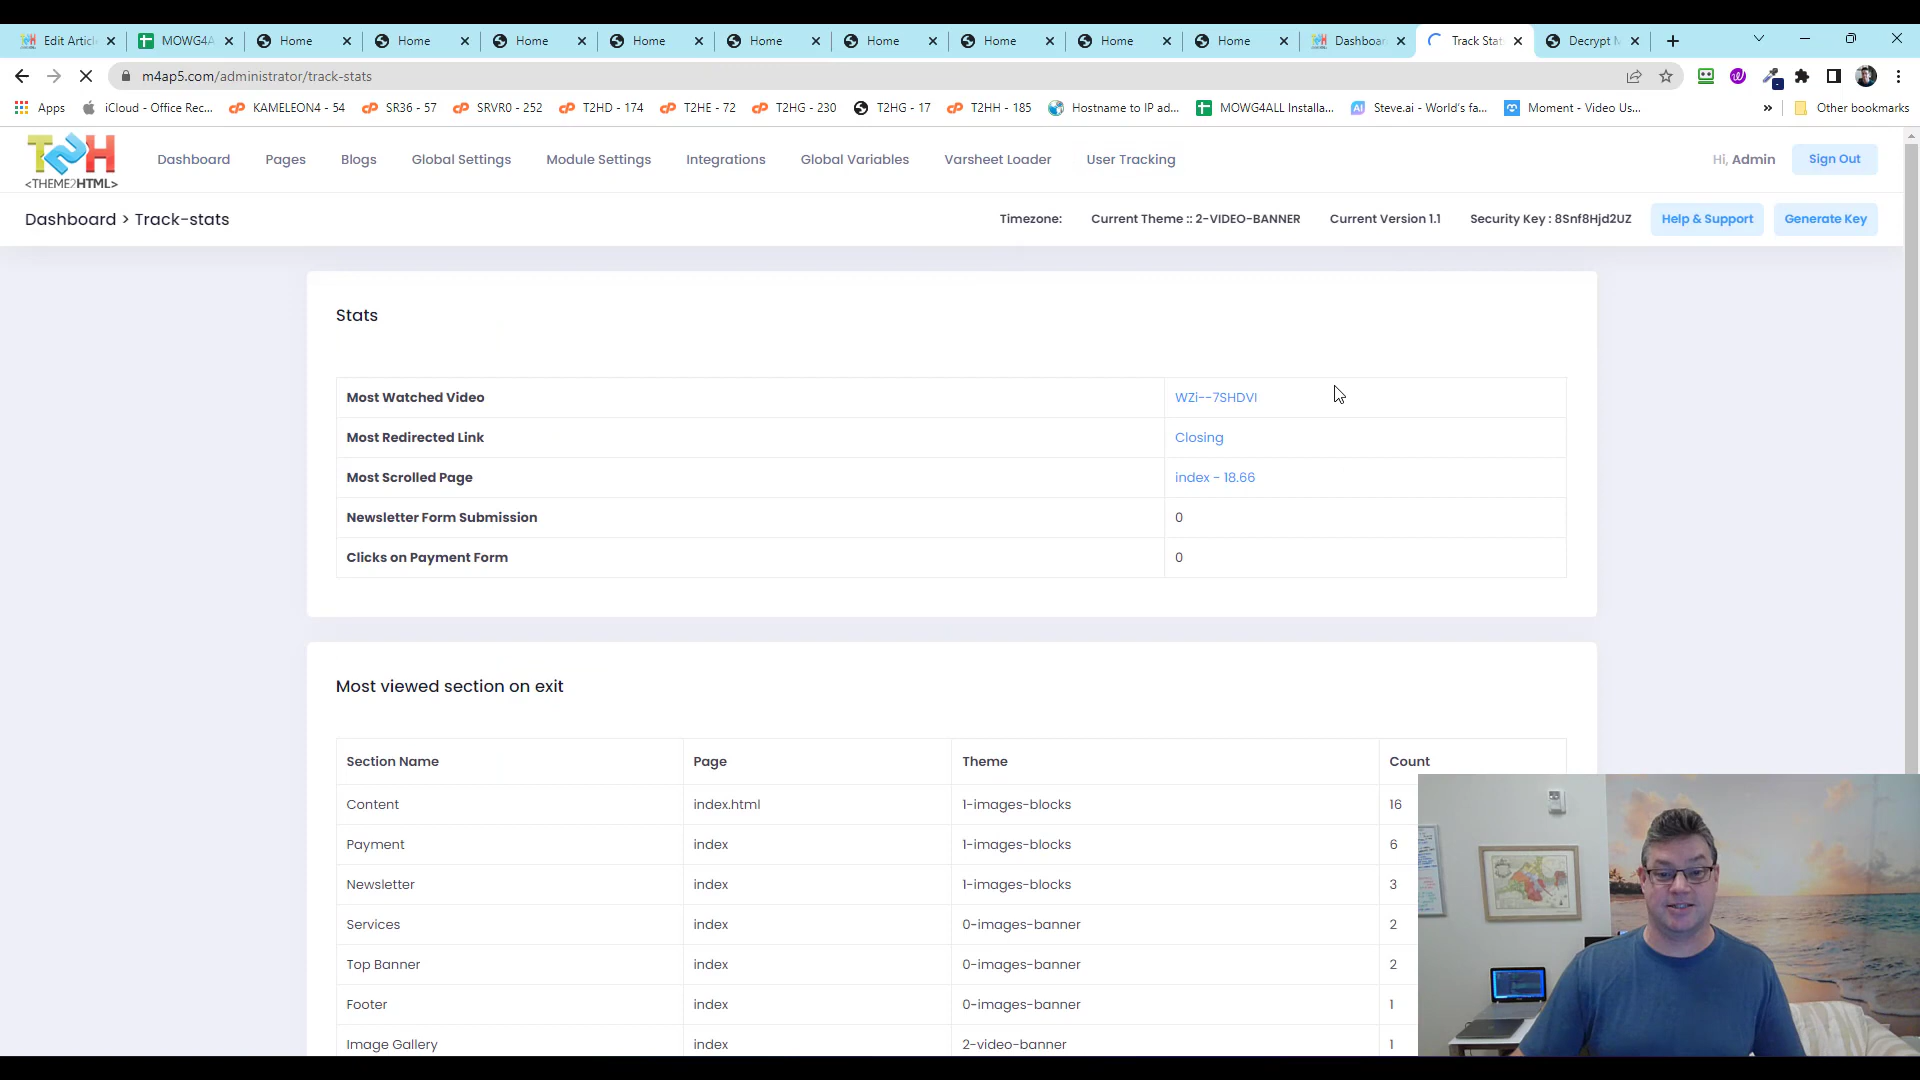 Edit Articl
MOWG4A
Home
Home
Home
Home
Home
Home
Home
Home
Home
Dashboar
Track Stat
Decrypt M
m4ap5.com/administrator/track-stats
Apps
iCloud - Office Rec...
KAMELEON4 - 54
SR36 - 57
SRVR0 - 252
T2HD - 174
T2HE - 72
T2HG - 230
T2HG - 17
T2HH - 185
Hostname to IP ad...
MOWG4ALL Installa...
Steve.ai - World's fa...
Moment - Video Us...
»
Other bookmarks
T2H
<THEME2HTML>
Dashboard
Pages
Blogs
Global Settings
Module Settings
Integrations
Global Variables
Varsheet Loader
User Tracking
Hi, Admin
Sign Out
Dashboard > Track-stats
Timezone:
Current Theme :: 2-VIDEO-BANNER
Current Version 1.1
Security Key : 8Snf8Hjd2UZ
Help & Support
Generate Key
Stats
Most Watched Video
WZi--7SHDVI
Most Redirected Link
Closing
Most Scrolled Page
index - 18.66
Newsletter Form Submission
0
Clicks on Payment Form
0
Most viewed section on exit
Section Name
Page
Theme
Count
Content
index.html
1-images-blocks
16
Payment
index
1-images-blocks
6
Newsletter
index
1-images-blocks
3
Services
index
0-images-banner
2
Top Banner
index
0-images-banner
2
Footer
index
0-images-banner
1
Image Gallery
index
2-video-banner
1